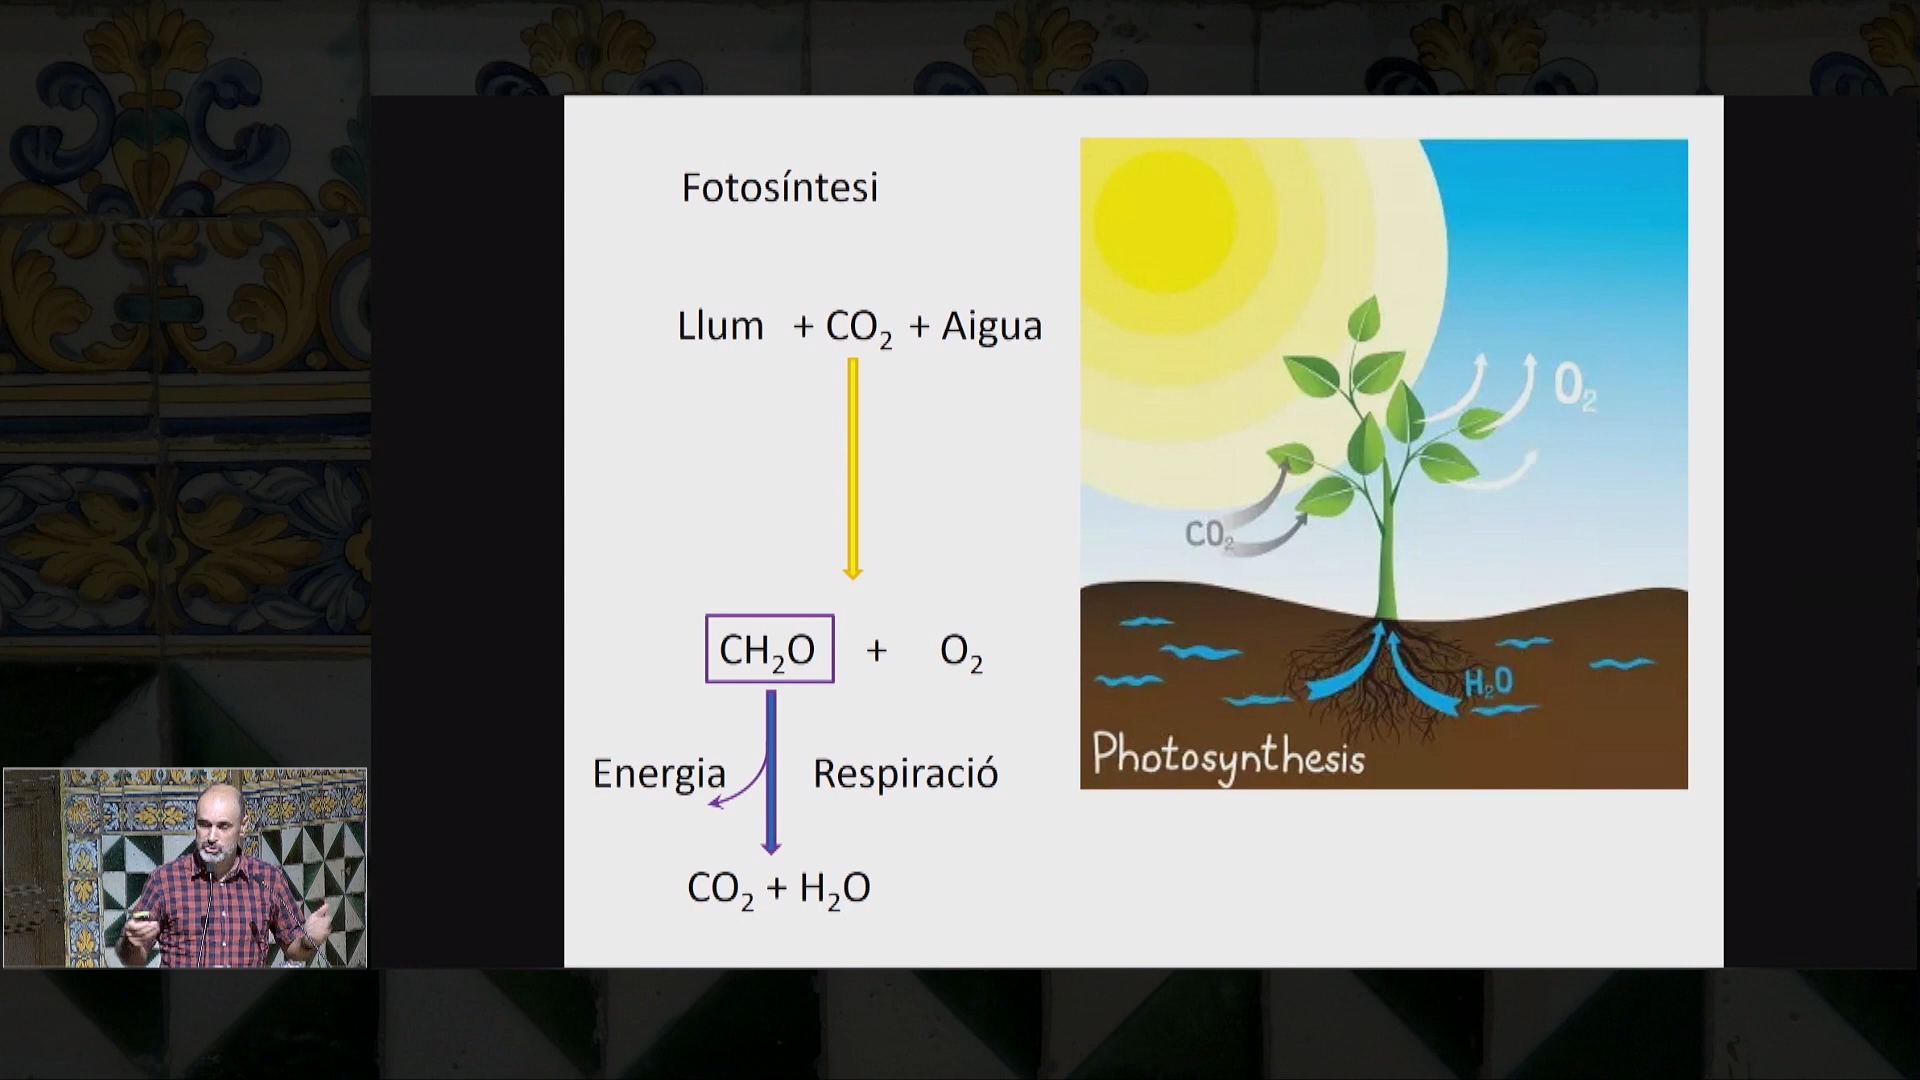 Fotosíntesi
Llum + CO₂ + Aigua
CH₂O + O₂
Energia Respiració
CO₂ + H₂O
O₂
CO₂
H₂O
Photosynthesis